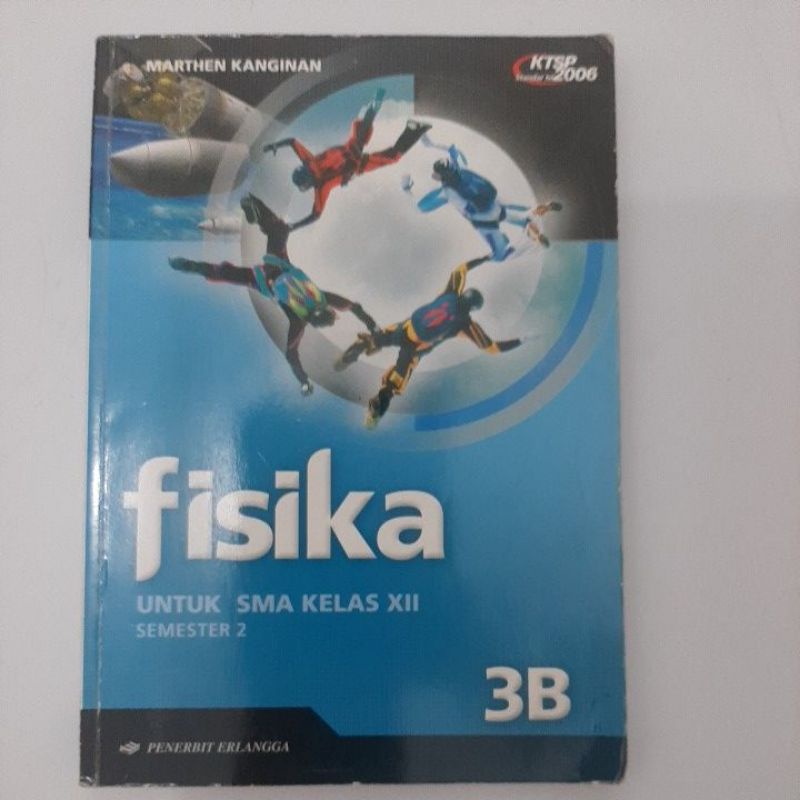 MARTHEN KANGINAN
KTSP
2006
fisika
UNTUK SMA KELAS XII
SEMESTER 2
3B
PENERBIT ERLANGGA